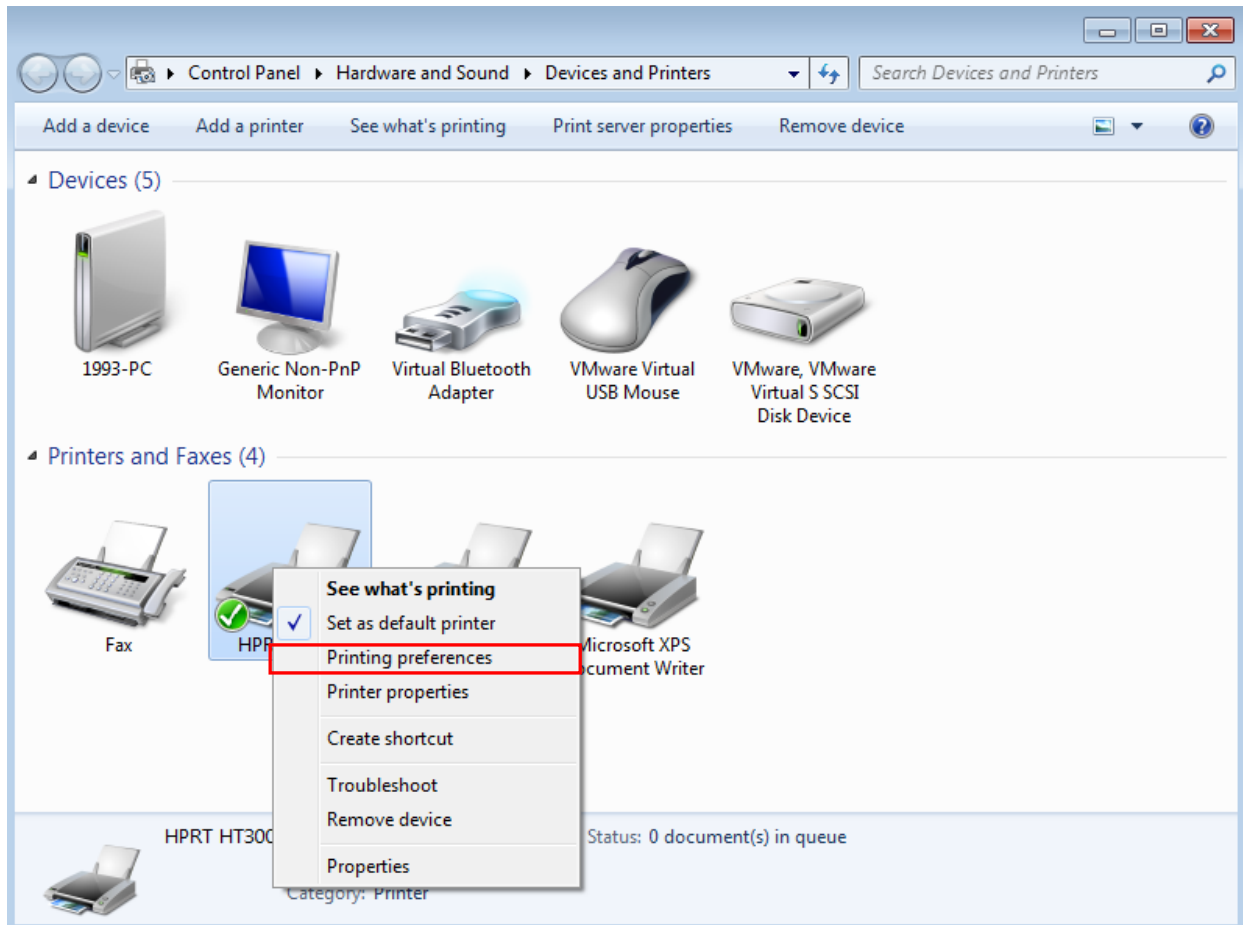 Control Panel
Hardware and Sound
Devices and Printers
Search Devices and Printers
Add a device
Add a printer
See what's printing
Print server properties
Remove device
Devices (5)
1993-PC
Generic Non-PnP
Monitor
Virtual Bluetooth
Adapter
VMware Virtual
USB Mouse
VMware, VMware
Virtual S SCSI
Disk Device
Printers and Faxes (4)
Fax
Microsoft XPS
Document Writer
See what's printing
Set as default printer
Printing preferences
Printer properties
Create shortcut
Troubleshoot
Remove device
Properties
HPRT HT300
Status: 0 document(s) in queue
Category: Printer